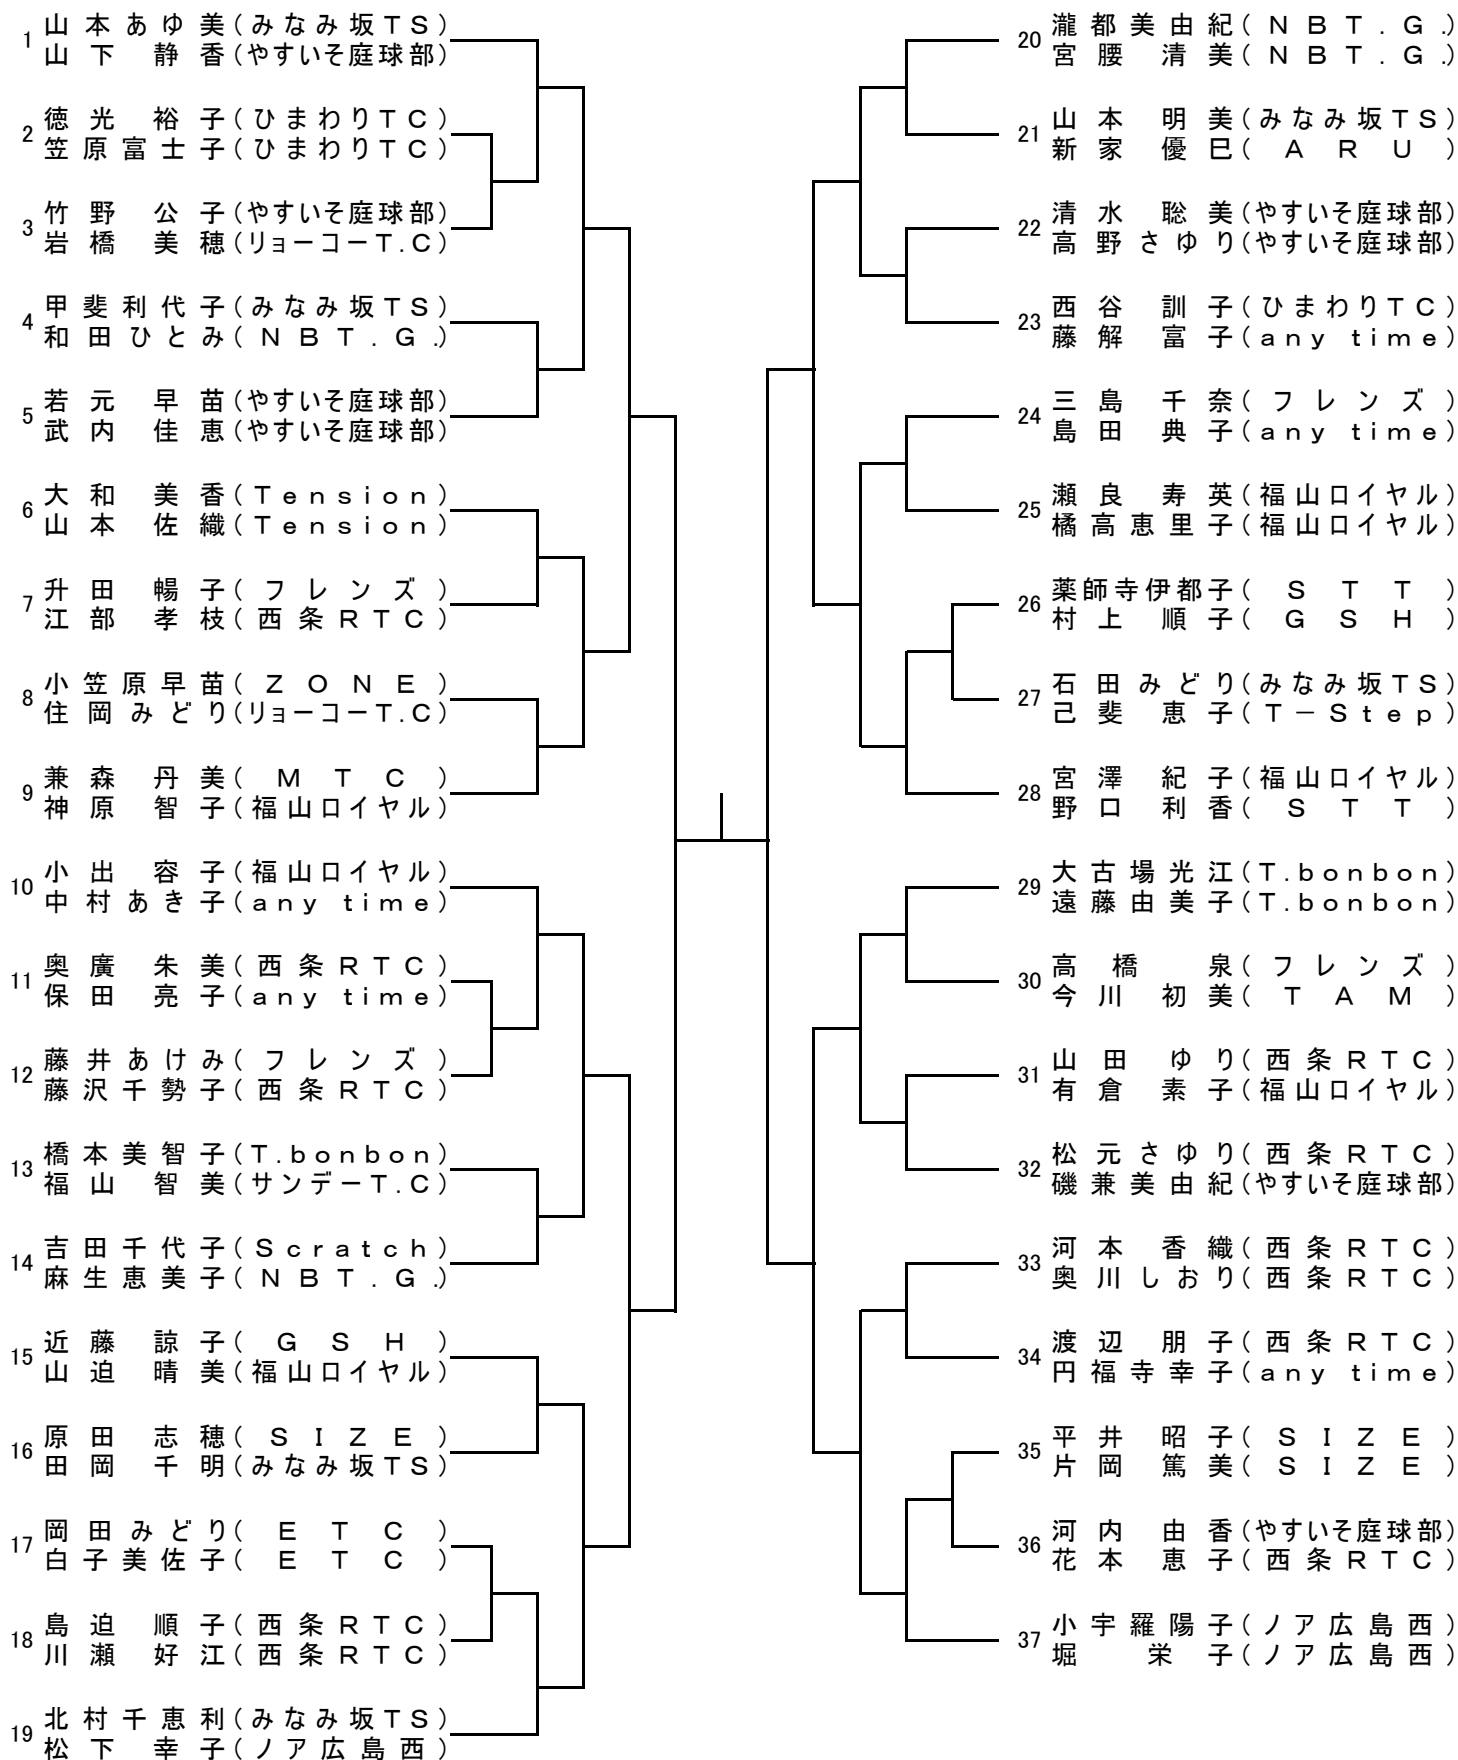 1 山本あゆ美(みなみ坂TS)
山下静香(やすいそ庭球部)
2 徳光裕子(ひまわりTC)
笠原富士子(ひまわりTC)
3 竹野公子(やすいそ庭球部)
岩橋美穂(リョーコーT.C)
4 甲斐利代子(みなみ坂TS)
和田ひとみ(NBT.G.)
5 若元早苗(やすいそ庭球部)
武内佳恵(やすいそ庭球部)
6 大和美香(Tension)
山本佐織(Tension)
7 升田暢子(フレンズ)
江部孝枝(西条RTC)
8 小笠原早苗(ZONE)
住岡みどり(リョーコーT.C)
9 兼森丹美(MTC)
神原智子(福山ロイヤル)
10 小出容子(福山ロイヤル)
中村あき子(any time)
11 奥廣朱美(西条RTC)
保田亮子(any time)
12 藤井あけみ(フレンズ)
藤沢千勢子(西条RTC)
13 橋本美智子(T.bonbon)
福山智美(サンデーT.C)
14 吉田千代子(Scratch)
麻生恵美子(NBT.G.)
15 近藤諒子(GSH)
山迫晴美(福山ロイヤル)
16 原田志穂(SIZE)
田岡千明(みなみ坂TS)
17 岡田みどり(ETC)
白子美佐子(ETC)
18 島迫順子(西条RTC)
川瀬好江(西条RTC)
19 北村千恵利(みなみ坂TS)
松下幸子(ノア広島西)
20 瀧都美由紀(NBT.G.)
宮腰清美(NBT.G.)
21 山本明美(みなみ坂TS)
新家優巳(ARU)
22 清水聡美(やすいそ庭球部)
高野さゆり(やすいそ庭球部)
23 西谷訓子(ひまわりTC)
藤解富子(any time)
24 三島千奈(フレンズ)
島田典子(any time)
25 瀬良寿英(福山ロイヤル)
橘高恵里子(福山ロイヤル)
26 薬師寺伊都子(STT)
村上順子(GSH)
27 石田みどり(みなみ坂TS)
己斐恵子(T－Step)
28 宮澤紀子(福山ロイヤル)
野口利香(STT)
29 大古場光江(T.bonbon)
遠藤由美子(T.bonbon)
30 高橋泉(フレンズ)
今川初美(TAM)
31 山田ゆり(西条RTC)
有倉素子(福山ロイヤル)
32 松元さゆり(西条RTC)
磯兼美由紀(やすいそ庭球部)
33 河本香織(西条RTC)
奥川しおり(西条RTC)
34 渡辺朋子(西条RTC)
円福寺幸子(any time)
35 平井昭子(SIZE)
片岡篤美(SIZE)
36 河内由香(やすいそ庭球部)
花本恵子(西条RTC)
37 小宇羅陽子(ノア広島西)
堀栄子(ノア広島西)